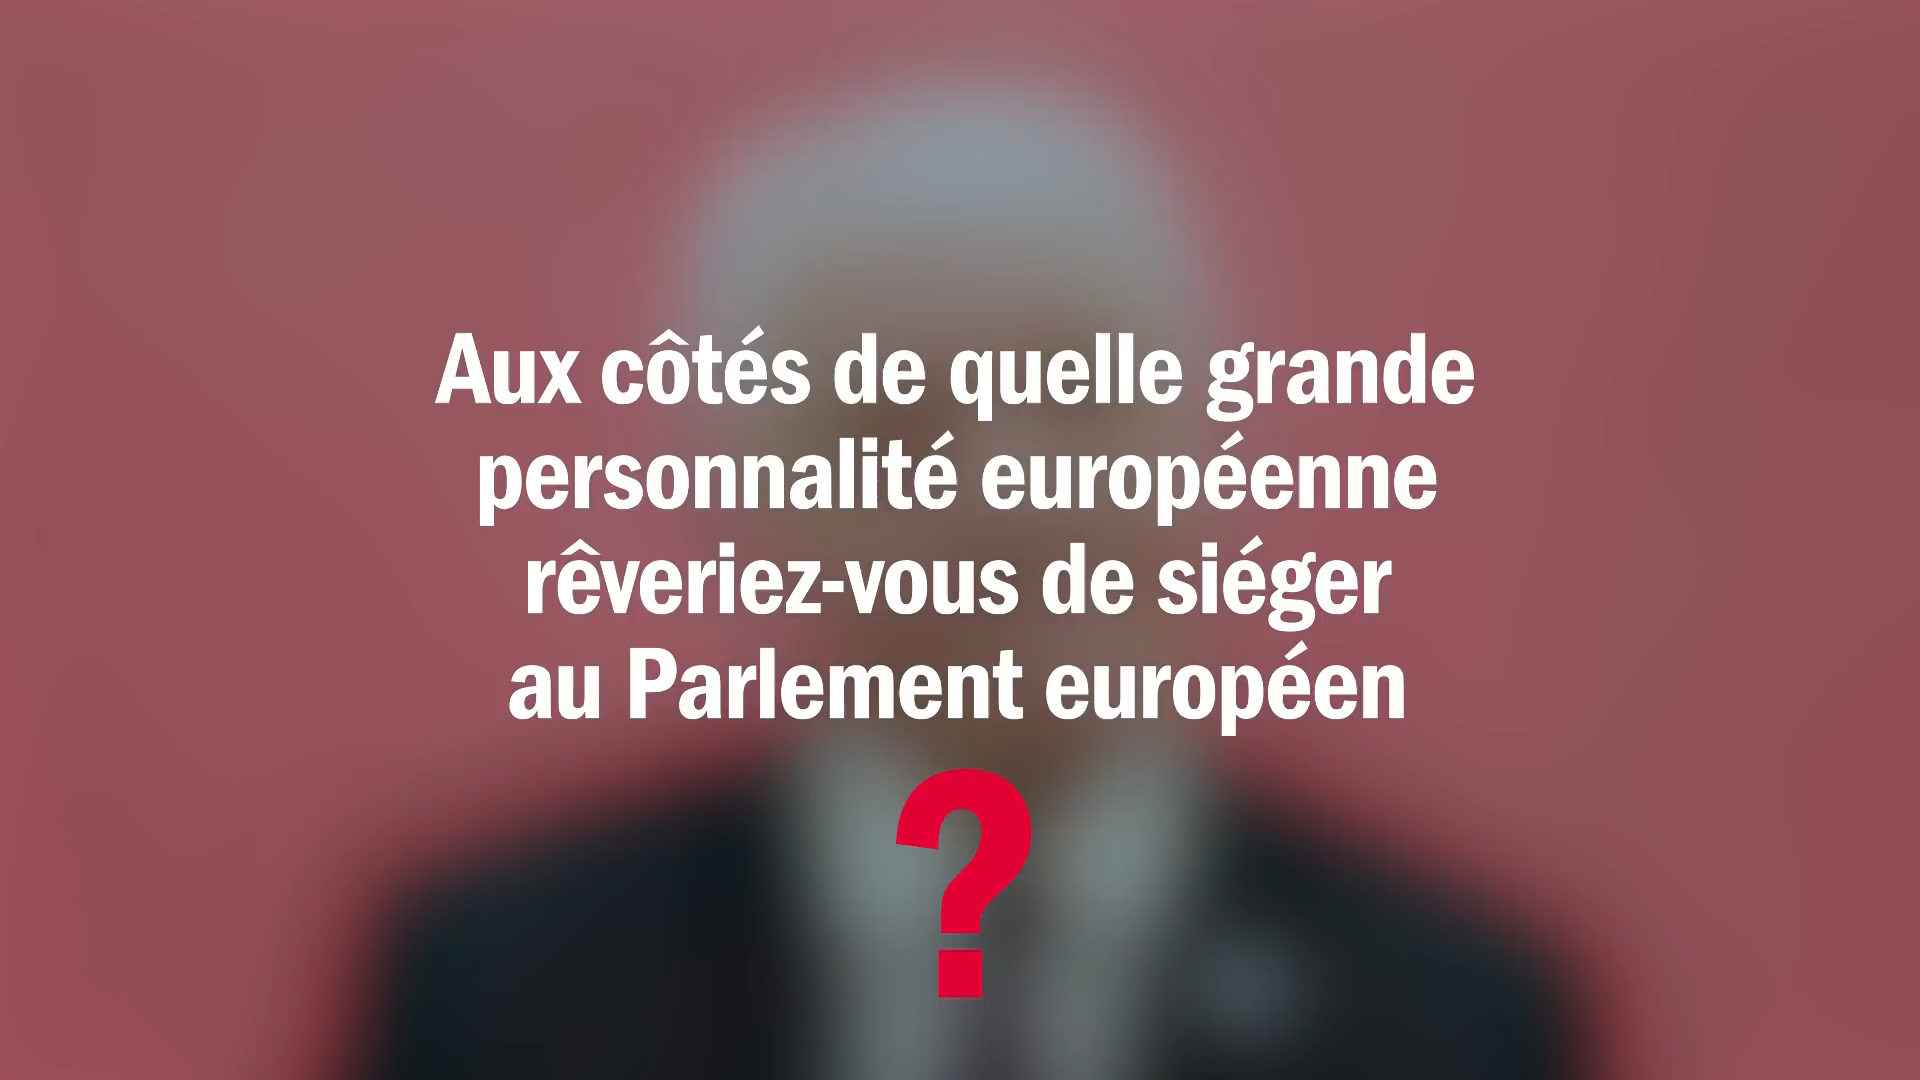 Aux côtés de quelle grande
personnalité européenne
rêveriez-vous de siéger
au Parlement européen
?